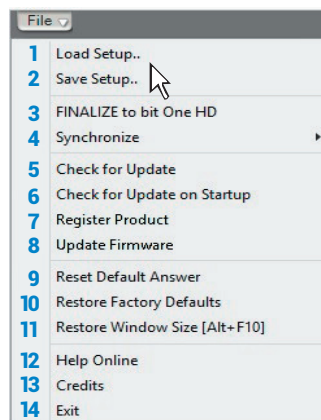 File
1 Load Setup..
2 Save Setup..
3 FINALIZE to bit One HD
4 Synchronize
5 Check for Update
6 Check for Update on Startup
7 Register Product
8 Update Firmware
9 Reset Default Answer
10 Restore Factory Defaults
11 Restore Window Size [Alt+F10]
12 Help Online
13 Credits
14 Exit